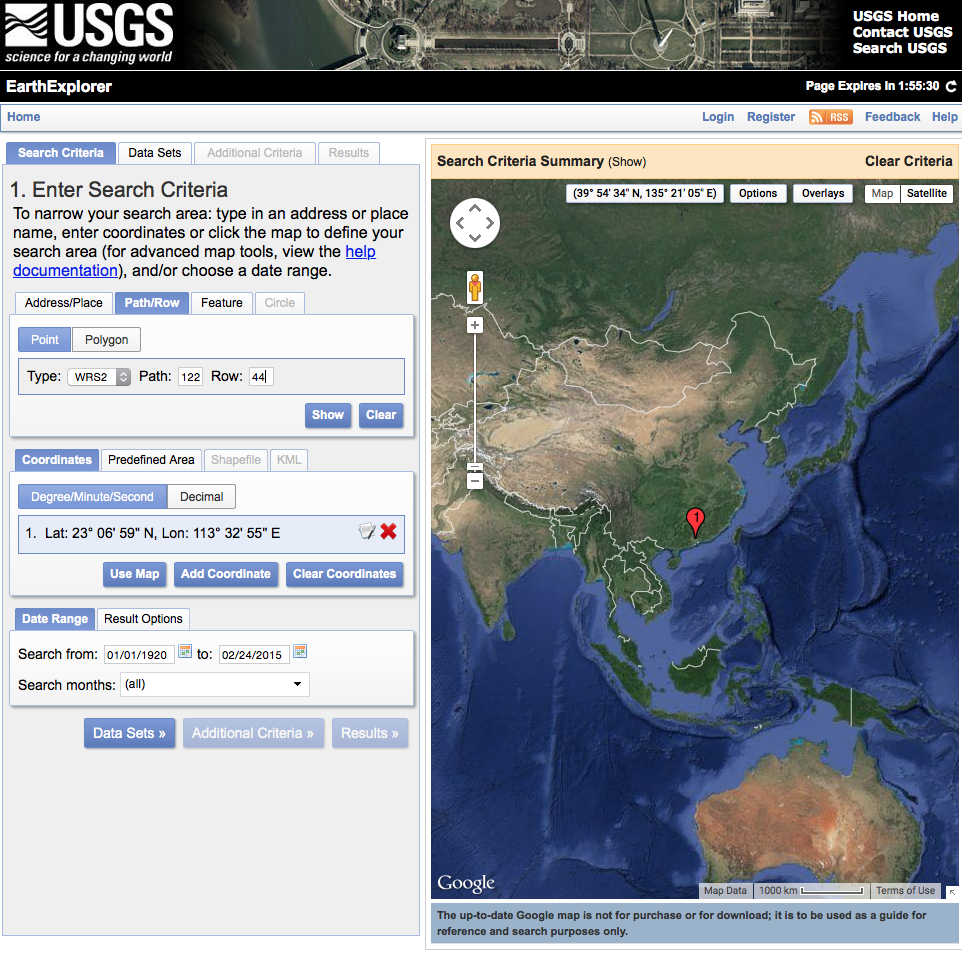 USGS
science for a changing world
USGS Home
Contact USGS
Search USGS
EarthExplorer
Page Expires In 1:55:30
Home
Login Register RSS Feedback Help
Search Criteria Data Sets Additional Criteria Results
1. Enter Search Criteria
To narrow your search area: type in an address or place
name, enter coordinates or click the map to define your
search area (for advanced map tools, view the help
documentation), and/or choose a date range.
Address/Place Path/Row Feature Circle
Point Polygon
Type: WRS2 Path: 122 Row: 44
Show Clear
Coordinates Predefined Area Shapefile KML
Degree/Minute/Second Decimal
1. Lat: 23° 06' 59" N, Lon: 113° 32' 55" E
Use Map Add Coordinate Clear Coordinates
Date Range Result Options
Search from: 01/01/1920 to: 02/24/2015
Search months: (all)
Data Sets » Additional Criteria » Results »
Search Criteria Summary (Show) Clear Criteria
(39° 54' 34" N, 135° 21' 05" E) Options Overlays Map Satellite
1
Google
Map Data 1000 km Terms of Use
The up-to-date Google map is not for purchase or for download; it is to be used as a guide for
reference and search purposes only.